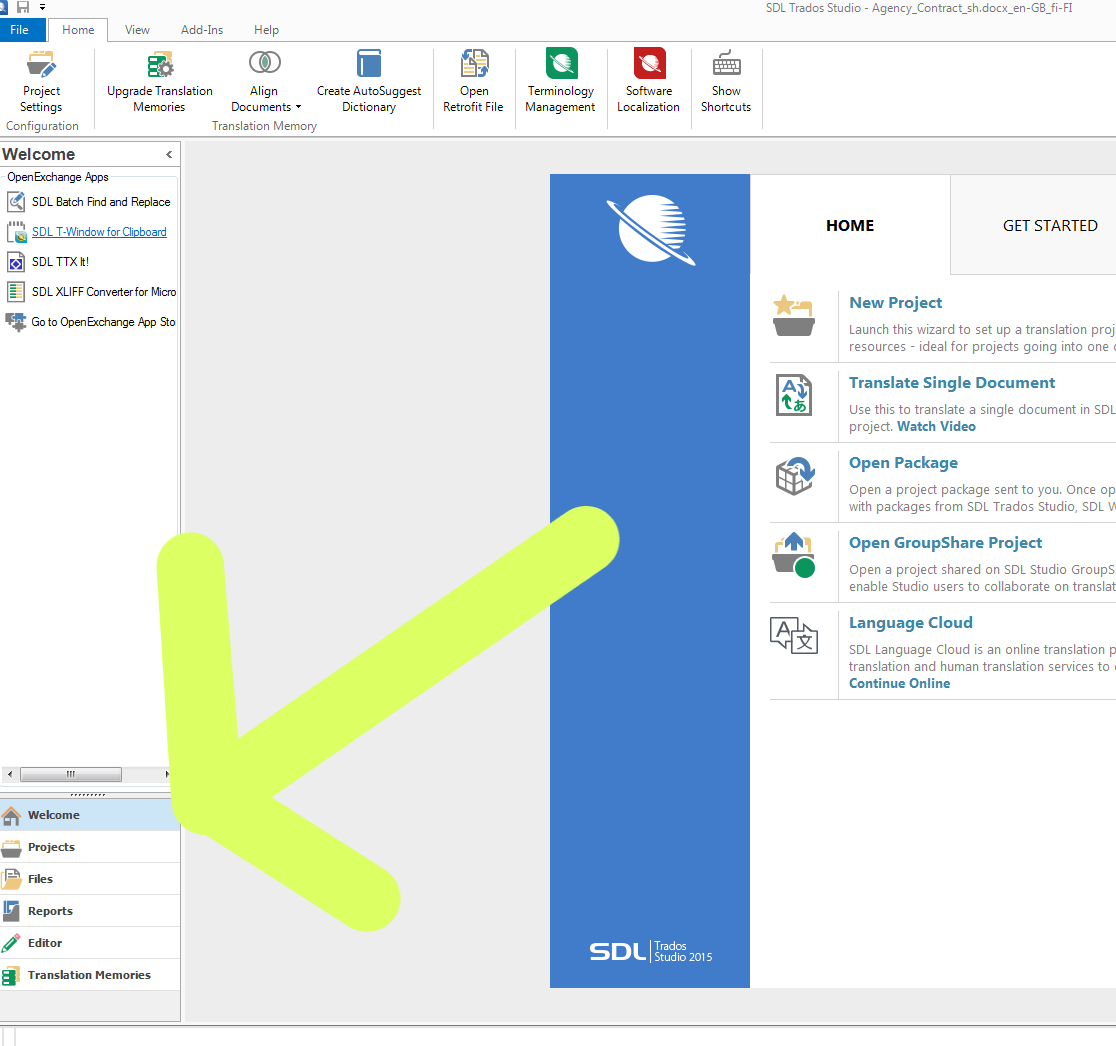 SDL Trados Studio - Agency_Contract_sh.docx_en-GB_fi-FI
File
Home
View
Add-Ins
Help
Project
Settings
Configuration
Upgrade Translation
Memories
Align
Documents
Create AutoSuggest
Dictionary
Translation Memory
Open
Retrofit File
Terminology
Management
Software
Localization
Show
Shortcuts
Welcome
OpenExchange Apps
SDL Batch Find and Replace
SDL T-Window for Clipboard
SDL TTX It!
SDL XLIFF Converter for Micro
Go to OpenExchange App Sto
Welcome
Projects
Files
Reports
Editor
Translation Memories
SDL
Trados
Studio 2015
HOME
GET STARTED
New Project
Launch this wizard to set up a translation proj
resources - ideal for projects going into one
Translate Single Document
Use this to translate a single document in SDL
project. Watch Video
Open Package
Open a project package sent to you. Once op
with packages from SDL Trados Studio, SDL W
Open GroupShare Project
Open a project shared on SDL Studio GroupS
enable Studio users to collaborate on translat
A
文
Language Cloud
SDL Language Cloud is an online translation p
translation and human translation services to
Continue Online